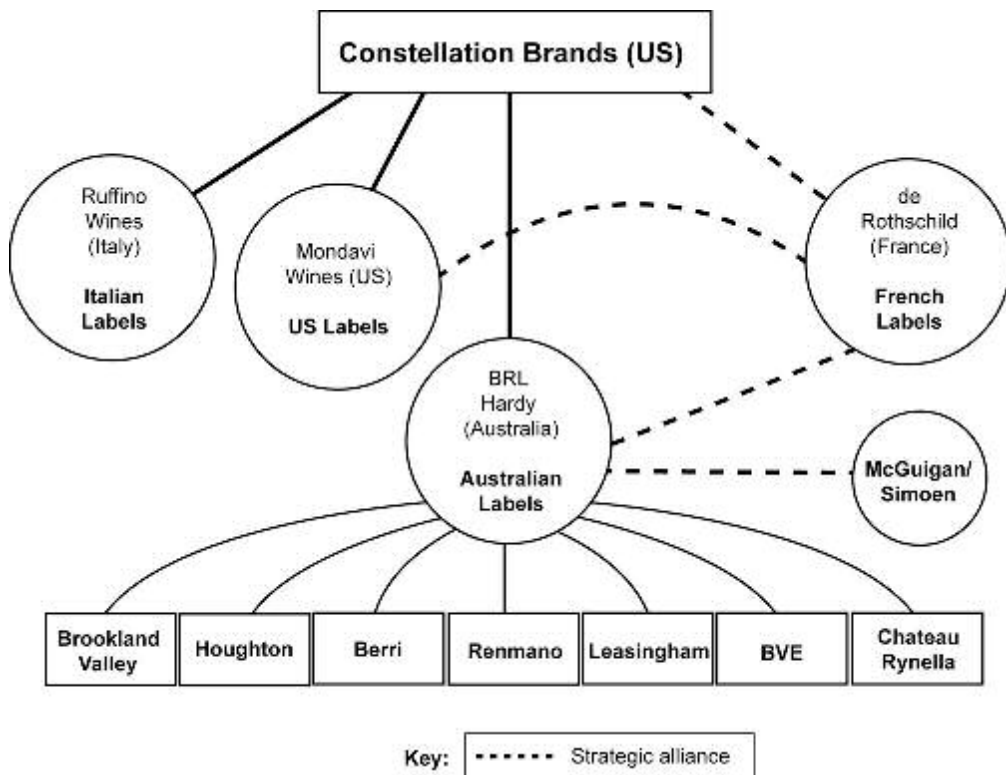 Constellation Brands (US)
Ruffino
Wines
(Italy)
Italian
Labels
Mondavi
Wines (US)
US Labels
de
Rothschild
(France)
French
Labels
BRL
Hardy
(Australia)
Australian
Labels
McGuigan/
Simoen
Brookland
Valley
Houghton
Berri
Renmano
Leasingham
BVE
Chateau
Rynella
Key: Strategic alliance